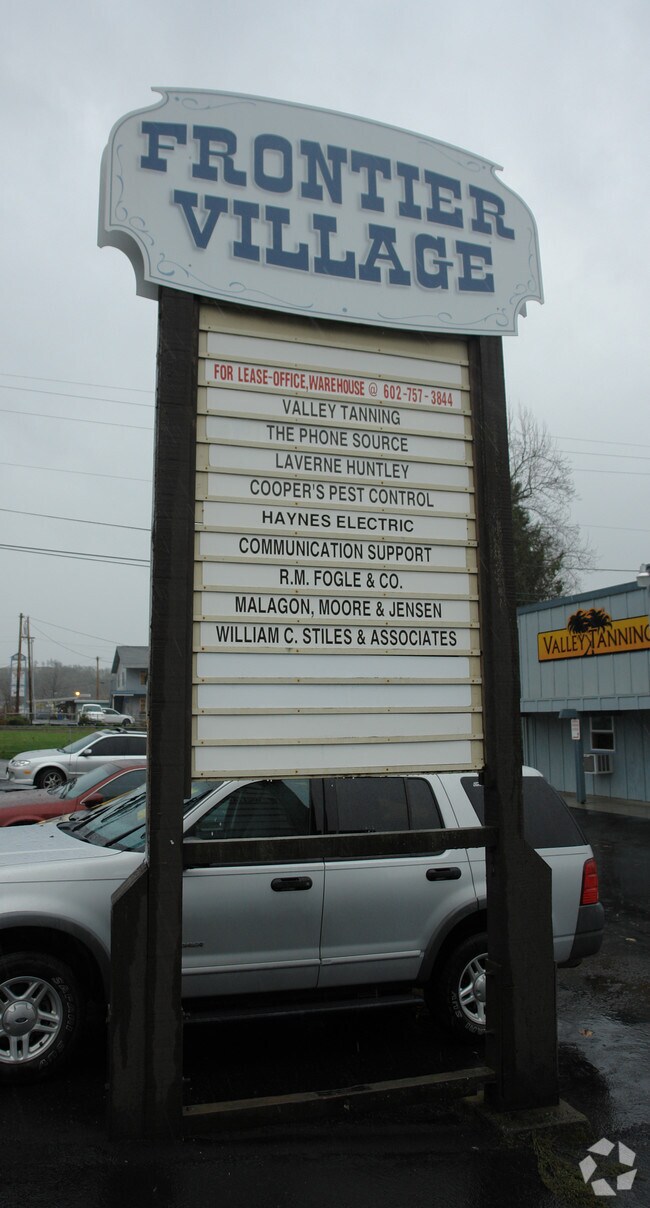 FRONTIER
VILLAGE
FOR LEASE-OFFICE,WAREHOUSE @ 602-757-3844
VALLEY TANNING
THE PHONE SOURCE
LAVERNE HUNTLEY
COOPER'S PEST CONTROL
HAYNES ELECTRIC
COMMUNICATION SUPPORT
R.M. FOGLE & CO.
MALAGON, MOORE & JENSEN
WILLIAM C. STILES & ASSOCIATES
VALLEY TANNING